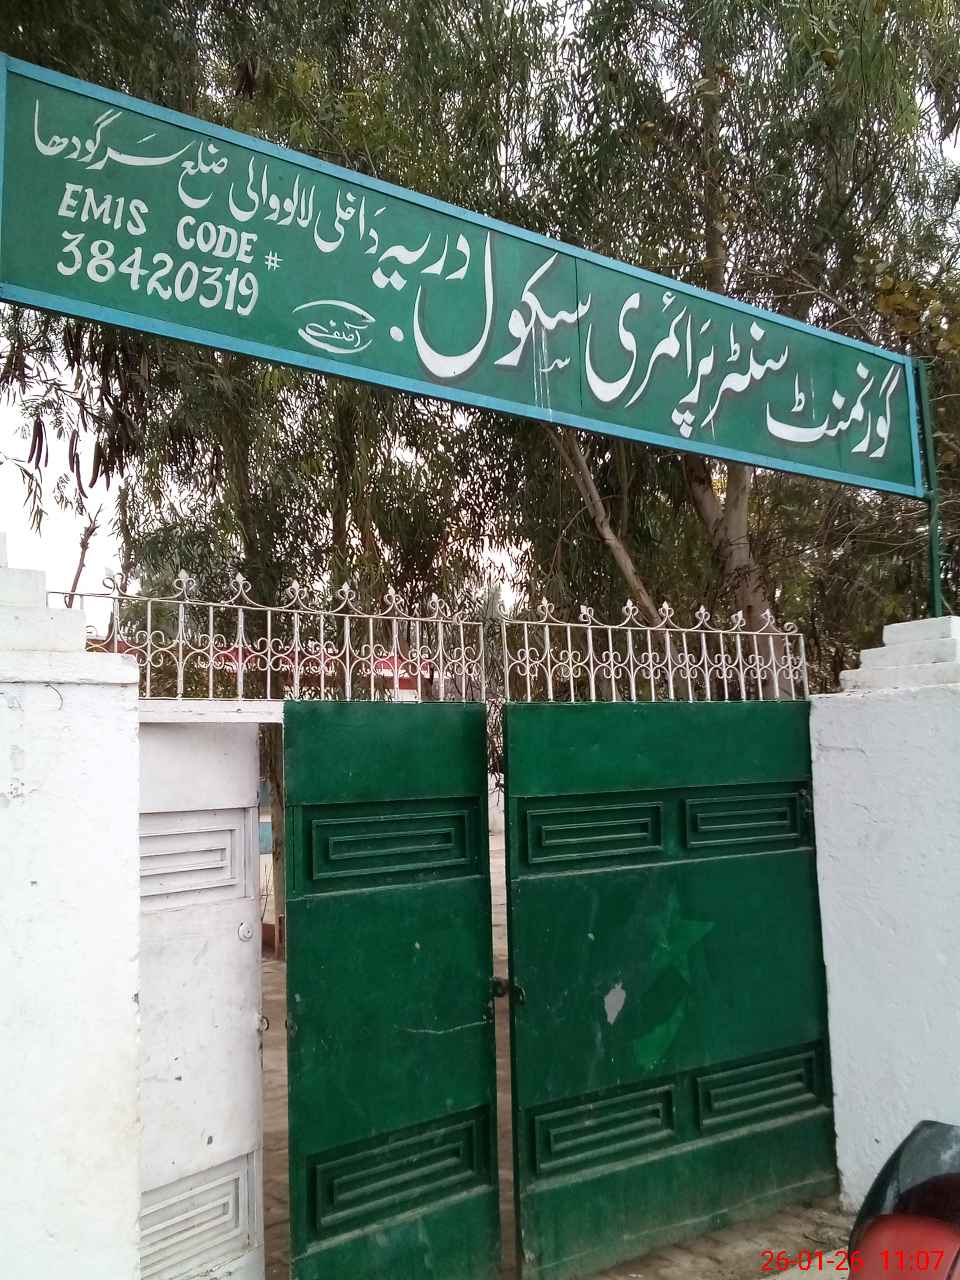 گورنمنٹ سنٹر پرائمری سکول دریہ داخلی لالووالی ضلع سرگودھا
EMIS CODE #
38420319
26-01-26 11:07